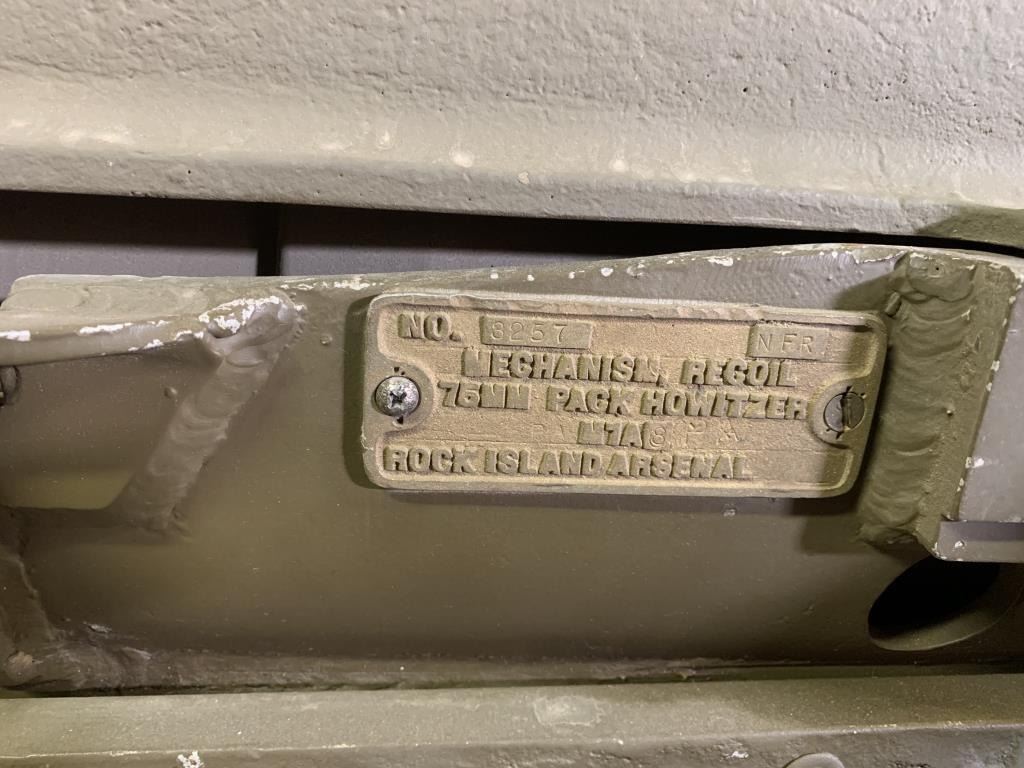 NO. 8257 NFR.
MECHANISM, RECOIL
75MM PACK HOWITZER
M1A8
ROCK ISLAND ARSENAL